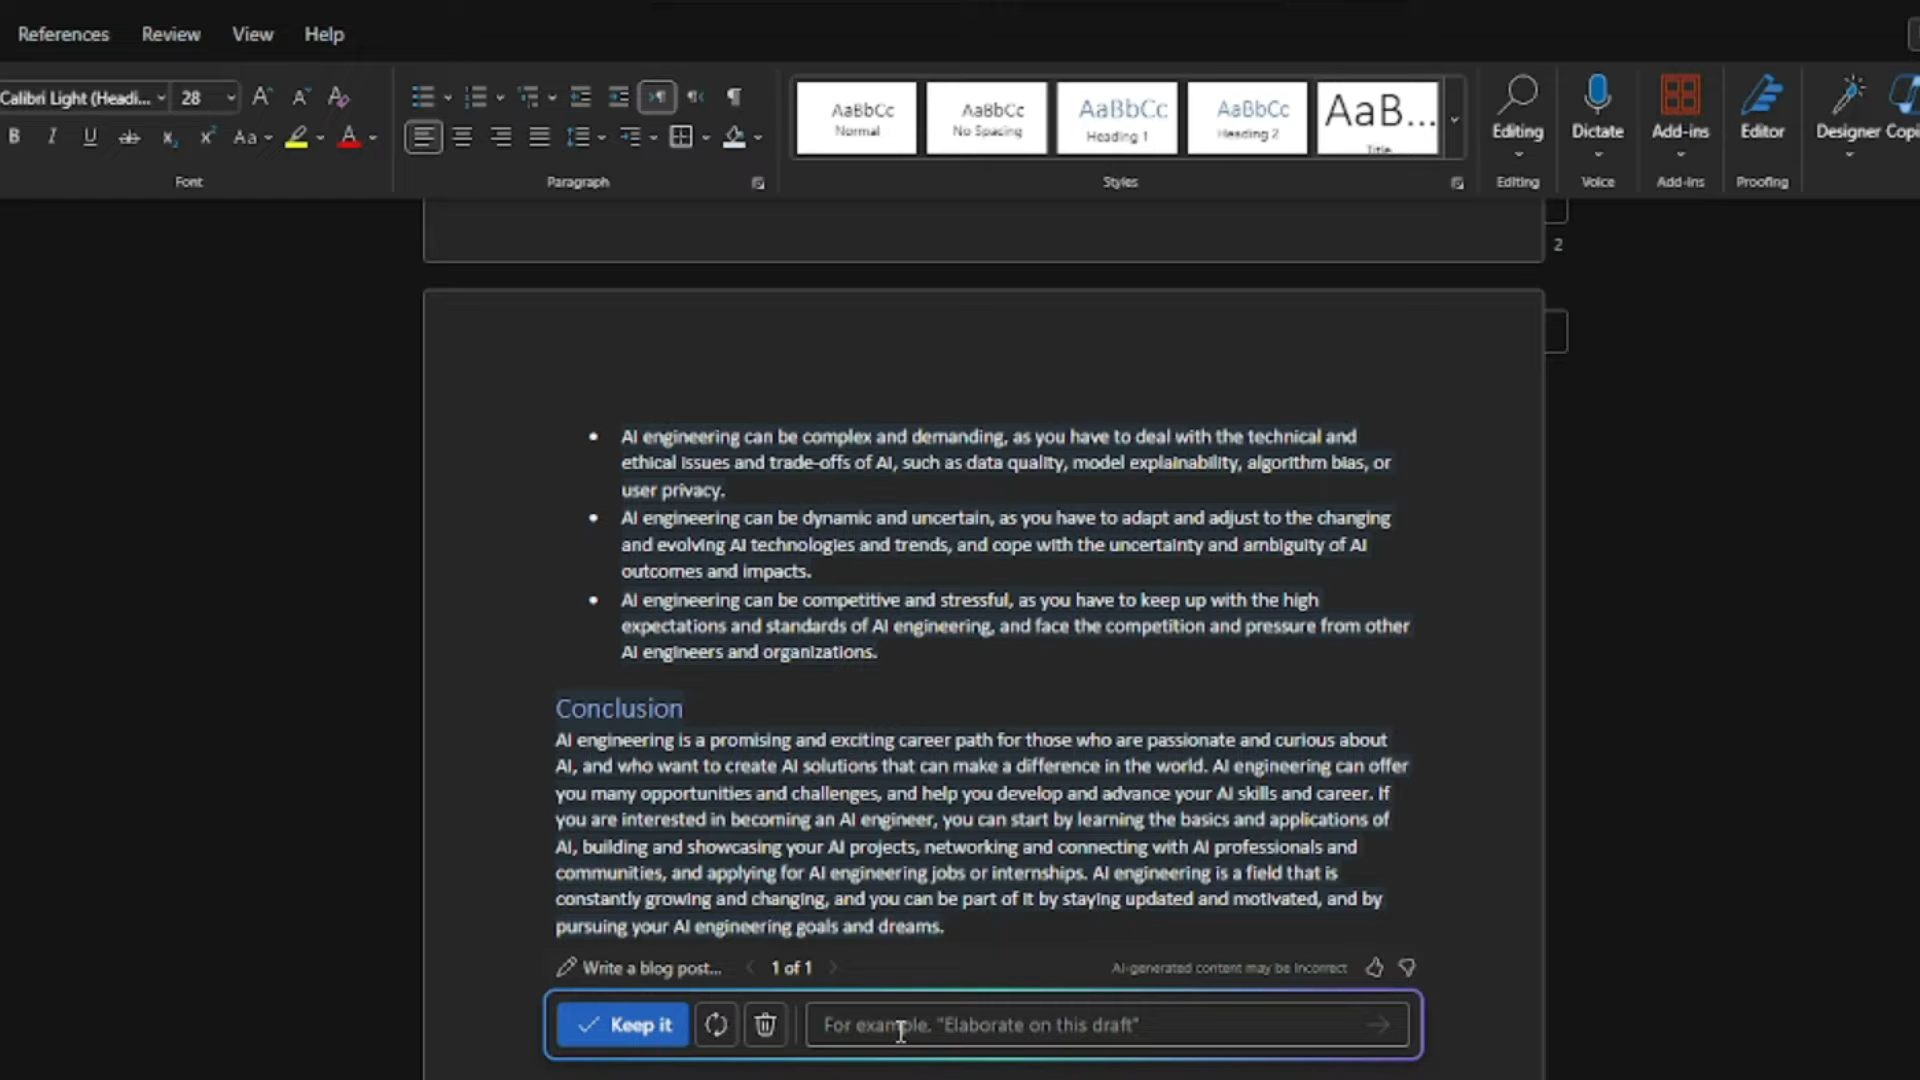 References Review View Help
Calibri Light (Headi... 28
AaBbCc AaBbCc AaBbCc AaBbCc AaB...
Normal No Spacing Heading 1 Heading 2 Title
Editing Dictate Add-ins Editor Designer Copi
Font Paragraph Styles Editing Voice Add-ins Proofing
2
• AI engineering can be complex and demanding, as you have to deal with the technical and
ethical issues and trade-offs of AI, such as data quality, model explainability, algorithm bias, or
user privacy.
• AI engineering can be dynamic and uncertain, as you have to adapt and adjust to the changing
and evolving AI technologies and trends, and cope with the uncertainty and ambiguity of AI
outcomes and impacts.
• AI engineering can be competitive and stressful, as you have to keep up with the high
expectations and standards of AI engineering, and face the competition and pressure from other
AI engineers and organizations.
Conclusion
AI engineering is a promising and exciting career path for those who are passionate and curious about
AI, and who want to create AI solutions that can make a difference in the world. AI engineering can offer
you many opportunities and challenges, and help you develop and advance your AI skills and career. If
you are interested in becoming an AI engineer, you can start by learning the basics and applications of
AI, building and showcasing your AI projects, networking and connecting with AI professionals and
communities, and applying for AI engineering jobs or internships. AI engineering is a field that is
constantly growing and changing, and you can be part of it by staying updated and motivated, and by
pursuing your AI engineering goals and dreams.
Write a blog post... 1 of 1 AI-generated content may be incorrect
Keep it For example. "Elaborate on this draft"